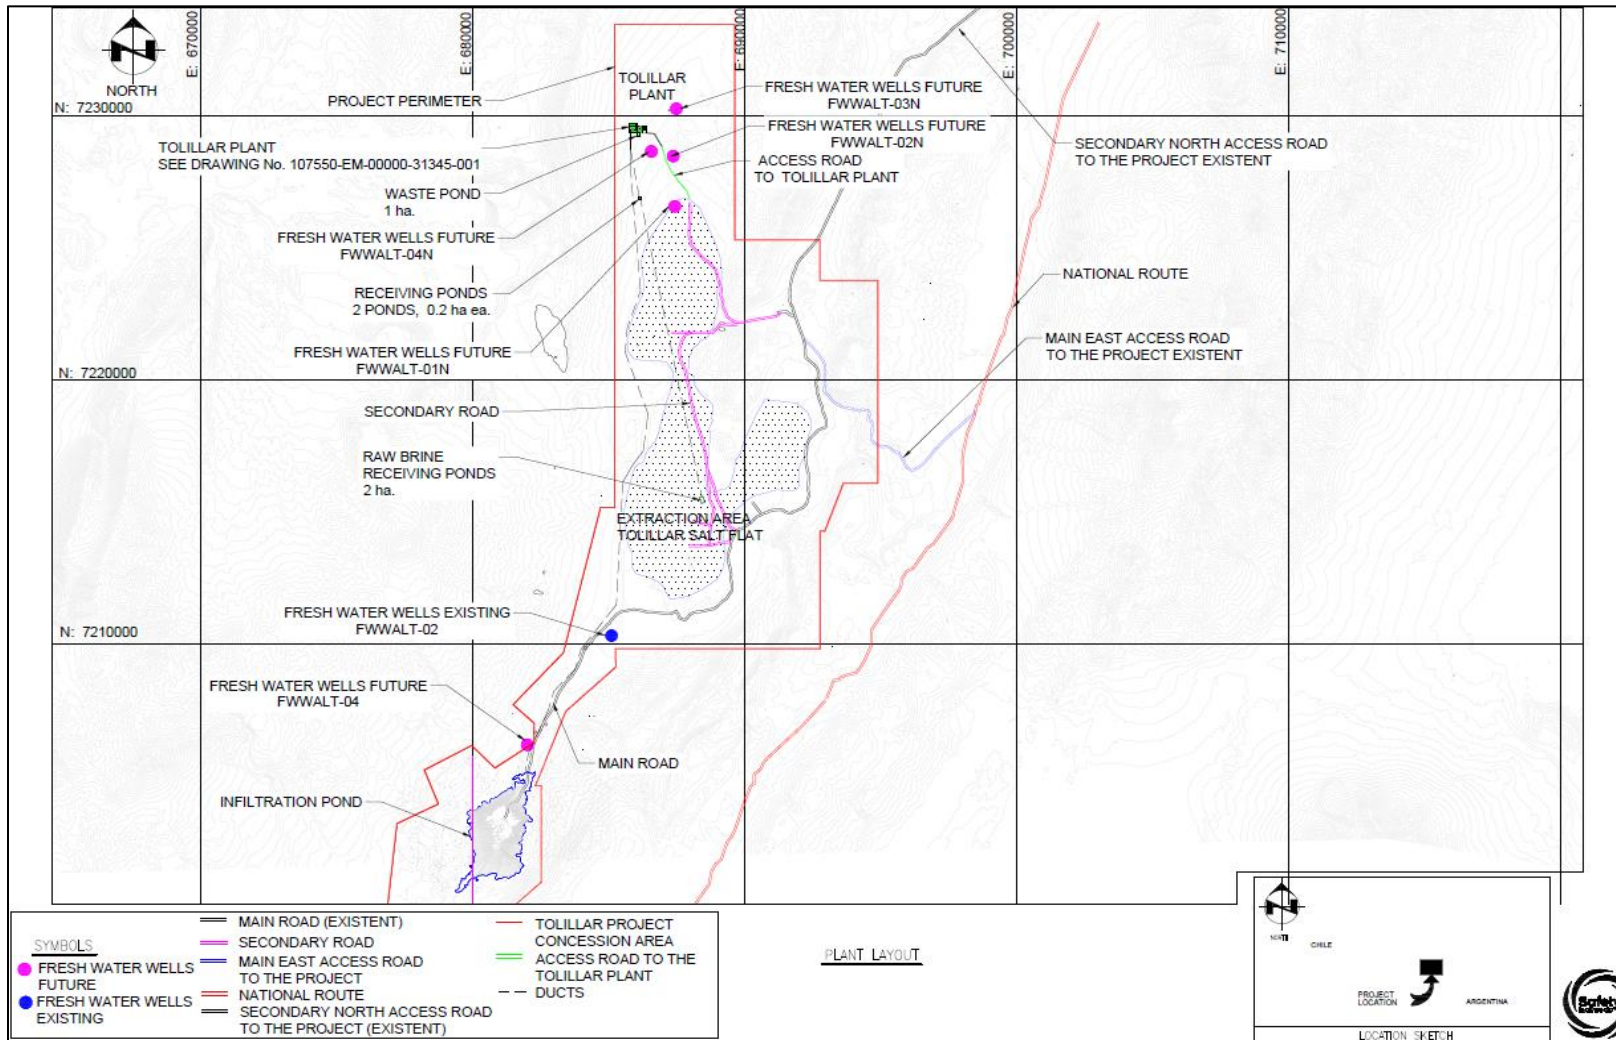 E: 670000
E: 680000
E: 690000
E: 700000
E: 710000
NORTH
N: 7230000
PROJECT PERIMETER
TOLILLAR
PLANT
FRESH WATER WELLS FUTURE
FWWALT-03N
FRESH WATER WELLS FUTURE
FWWALT-02N
ACCESS ROAD
TO TOLILLAR PLANT
SECONDARY NORTH ACCESS ROAD
TO THE PROJECT EXISTENT
TOLILLAR PLANT
SEE DRAWING No. 107550-EM-00000-31345-001
WASTE POND
1 ha.
FRESH WATER WELLS FUTURE
FWWALT-04N
RECEIVING PONDS
2 PONDS, 0.2 ha ea.
NATIONAL ROUTE
FRESH WATER WELLS FUTURE
FWWALT-01N
MAIN EAST ACCESS ROAD
TO THE PROJECT EXISTENT
N: 7220000
SECONDARY ROAD
RAW BRINE
RECEIVING PONDS
2 ha.
EXTRACTION AREA
TOLILLAR SALT FLAT
FRESH WATER WELLS EXISTING
FWWALT-02
N: 7210000
FRESH WATER WELLS FUTURE
FWWALT-04
MAIN ROAD
INFILTRATION POND
SYMBOLS
FRESH WATER WELLS
FUTURE
FRESH WATER WELLS
EXISTING
MAIN ROAD (EXISTENT)
SECONDARY ROAD
MAIN EAST ACCESS ROAD
TO THE PROJECT
NATIONAL ROUTE
SECONDARY NORTH ACCESS ROAD
TO THE PROJECT (EXISTENT)
TOLILLAR PROJECT
CONCESSION AREA
ACCESS ROAD TO THE
TOLILLAR PLANT
DUCTS
PLANT LAYOUT
NORTH
CHILE
PROJECT
LOCATION
ARGENTINA
LOCATION SKETCH
Safety